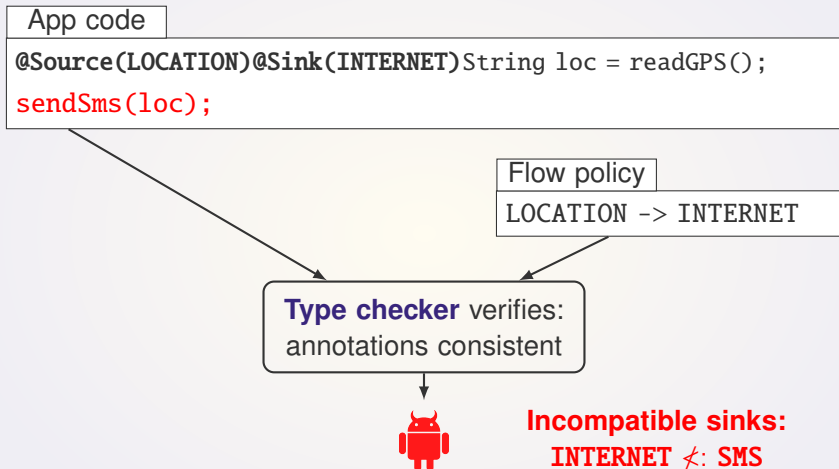 App code
@Source(LOCATION)@Sink(INTERNET)String loc = readGPS();
sendSms(loc);
Flow policy
LOCATION -> INTERNET
Type checker verifies:
annotations consistent
Incompatible sinks:
INTERNET ≮: SMS